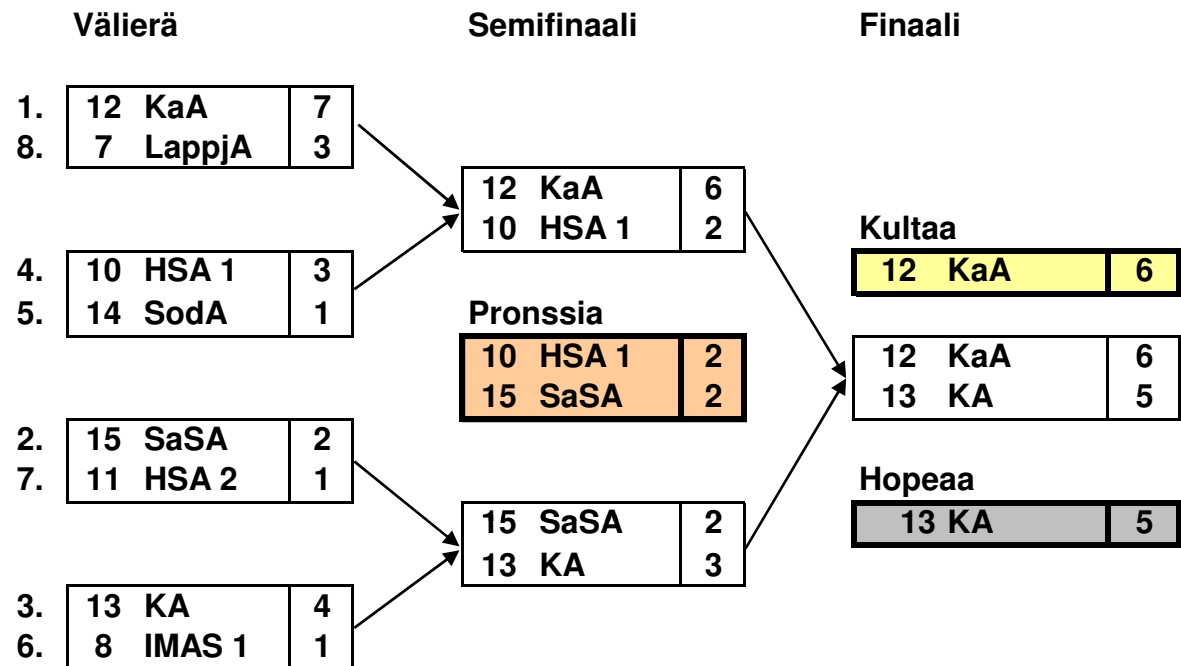 Välierä Semifinaali Finaali
1. 12 KaA 7
8. 7 LappjA 3
4. 10 HSA 1 3
5. 14 SodA 1
2. 15 SaSA 2
7. 11 HSA 2 1
3. 13 KA 4
6. 8 IMAS 1 1
12 KaA 6
10 HSA 1 2
Pronssia
10 HSA 1 2
15 SaSA 2
15 SaSA 2
13 KA 3
Kultaa
12 KaA 6
12 KaA 6
13 KA 5
Hopeaa
13 KA 5